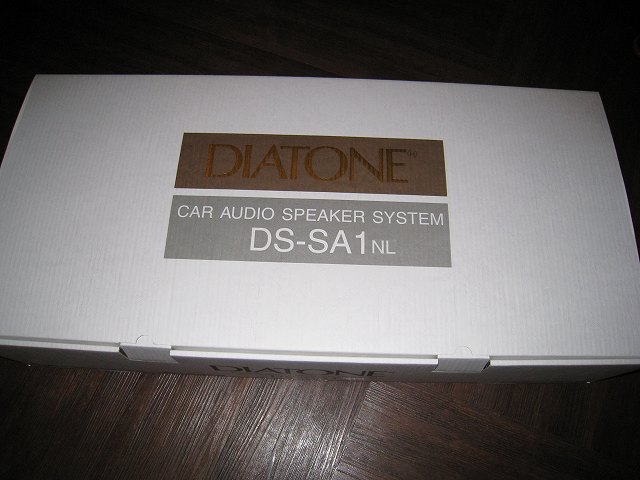 DIATONE
CAR AUDIO SPEAKER SYSTEM
DS-SA1NL
DIATONE